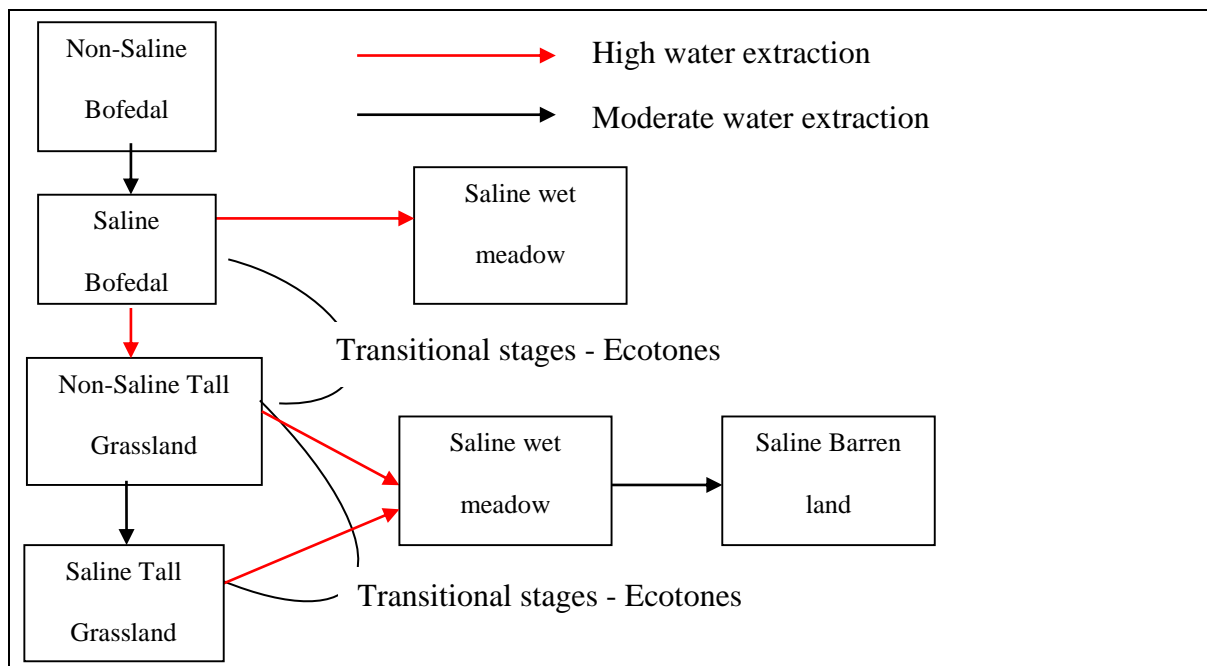 Non-Saline
Bofedal
High water extraction
Moderate water extraction
Saline
Bofedal
Saline wet
meadow
Transitional stages - Ecotones
Non-Saline Tall
Grassland
Saline wet
meadow
Saline Barren
land
Saline Tall
Grassland
Transitional stages - Ecotones